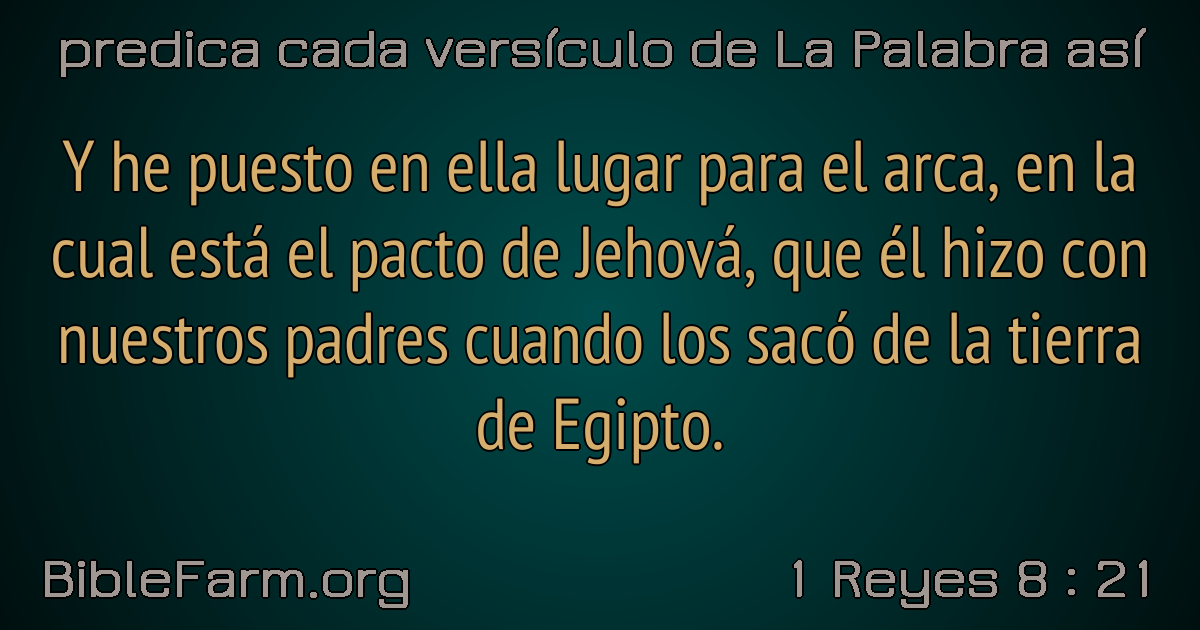 predica cada versículo de La Palabra así
Y he puesto en ella lugar para el arca, en la
cual está el pacto de Jehová, que él hizo con
nuestros padres cuando los sacó de la tierra
de Egipto.
BibleFarm.org
1 Reyes 8 : 21